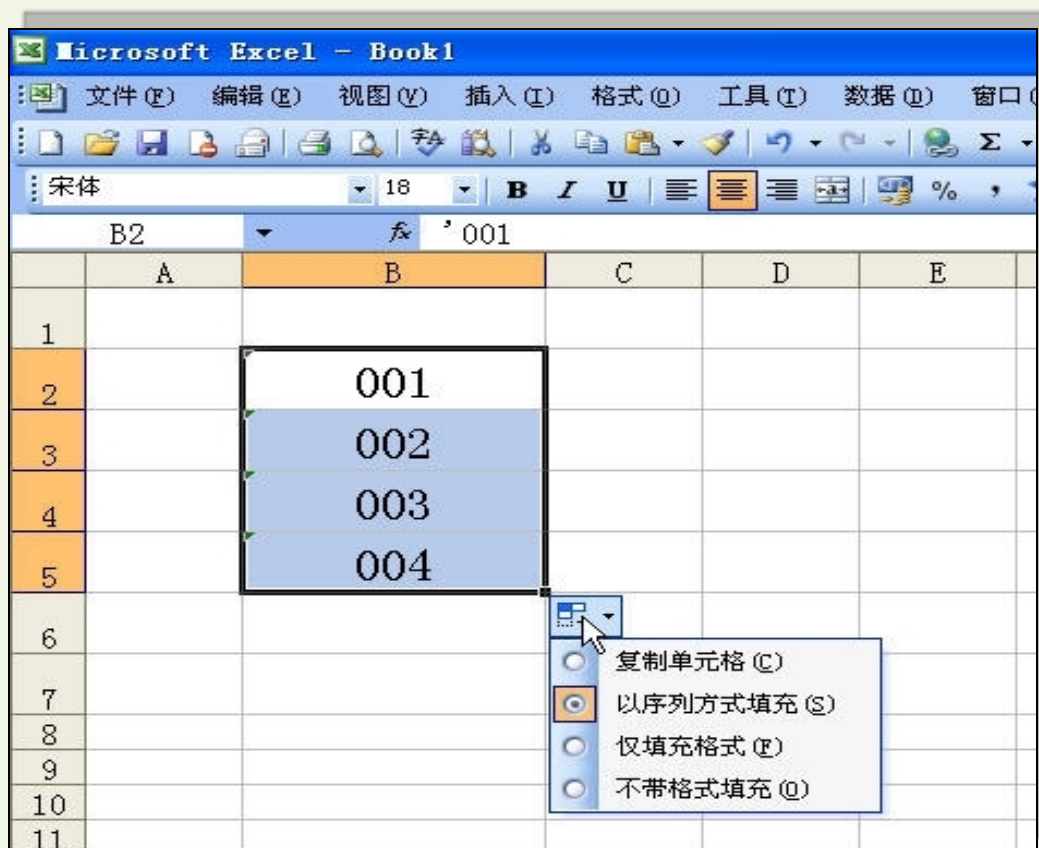 Microsoft Excel - Book1
文件(F) 编辑(E) 视图(V) 插入(I) 格式(O) 工具(T) 数据(D) 窗口(
宋体 18 B I U % ,
B2 fx '001
A B C D E
1
2 001
3 002
4 003
5 004
6
复制单元格(C)
7 以序列方式填充(S)
8 仅填充格式(F)
9
10 不带格式填充(O)
11